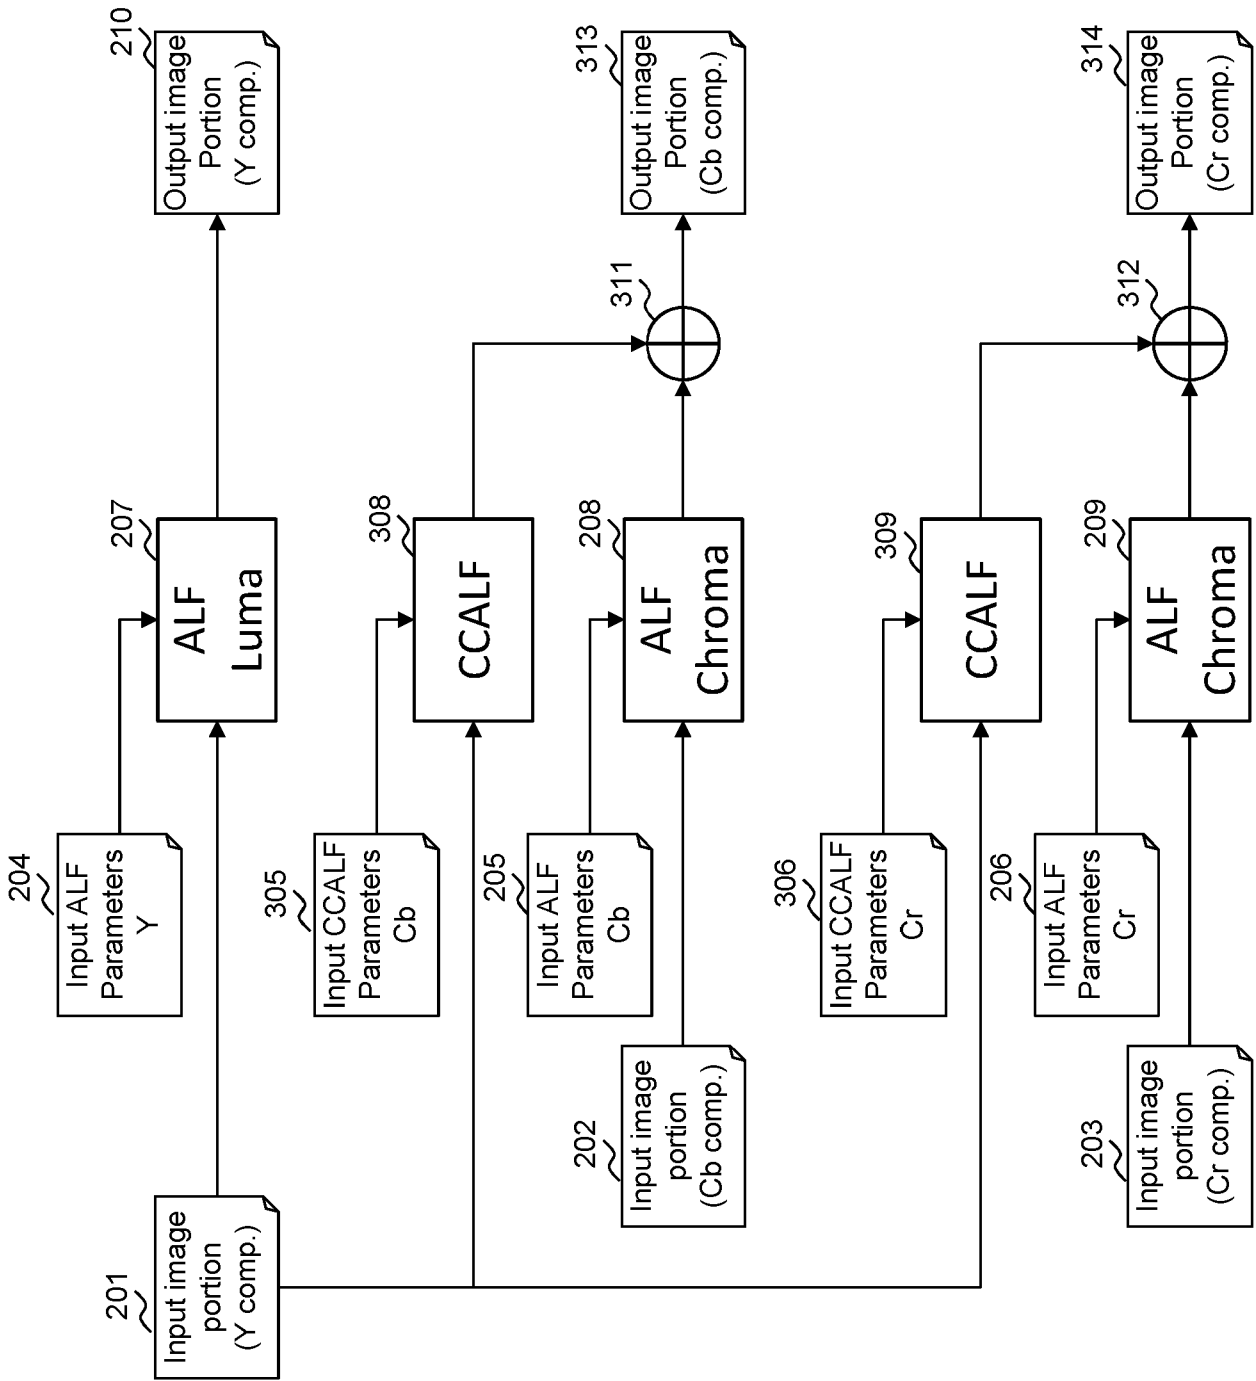 201
Input image
portion
(Y comp.)
204
Input ALF
Parameters
Y
207
ALF
Luma
210
Output image
Portion
(Y comp.)
305
Input CCALF
Parameters
Cb
308
CCALF
205
Input ALF
Parameters
Cb
202
Input image
portion
(Cb comp.)
208
ALF
Chroma
311
313
Output image
Portion
(Cb comp.)
306
Input CCALF
Parameters
Cr
309
CCALF
206
Input ALF
Parameters
Cr
203
Input image
portion
(Cr comp.)
209
ALF
Chroma
312
314
Output image
Portion
(Cr comp.)